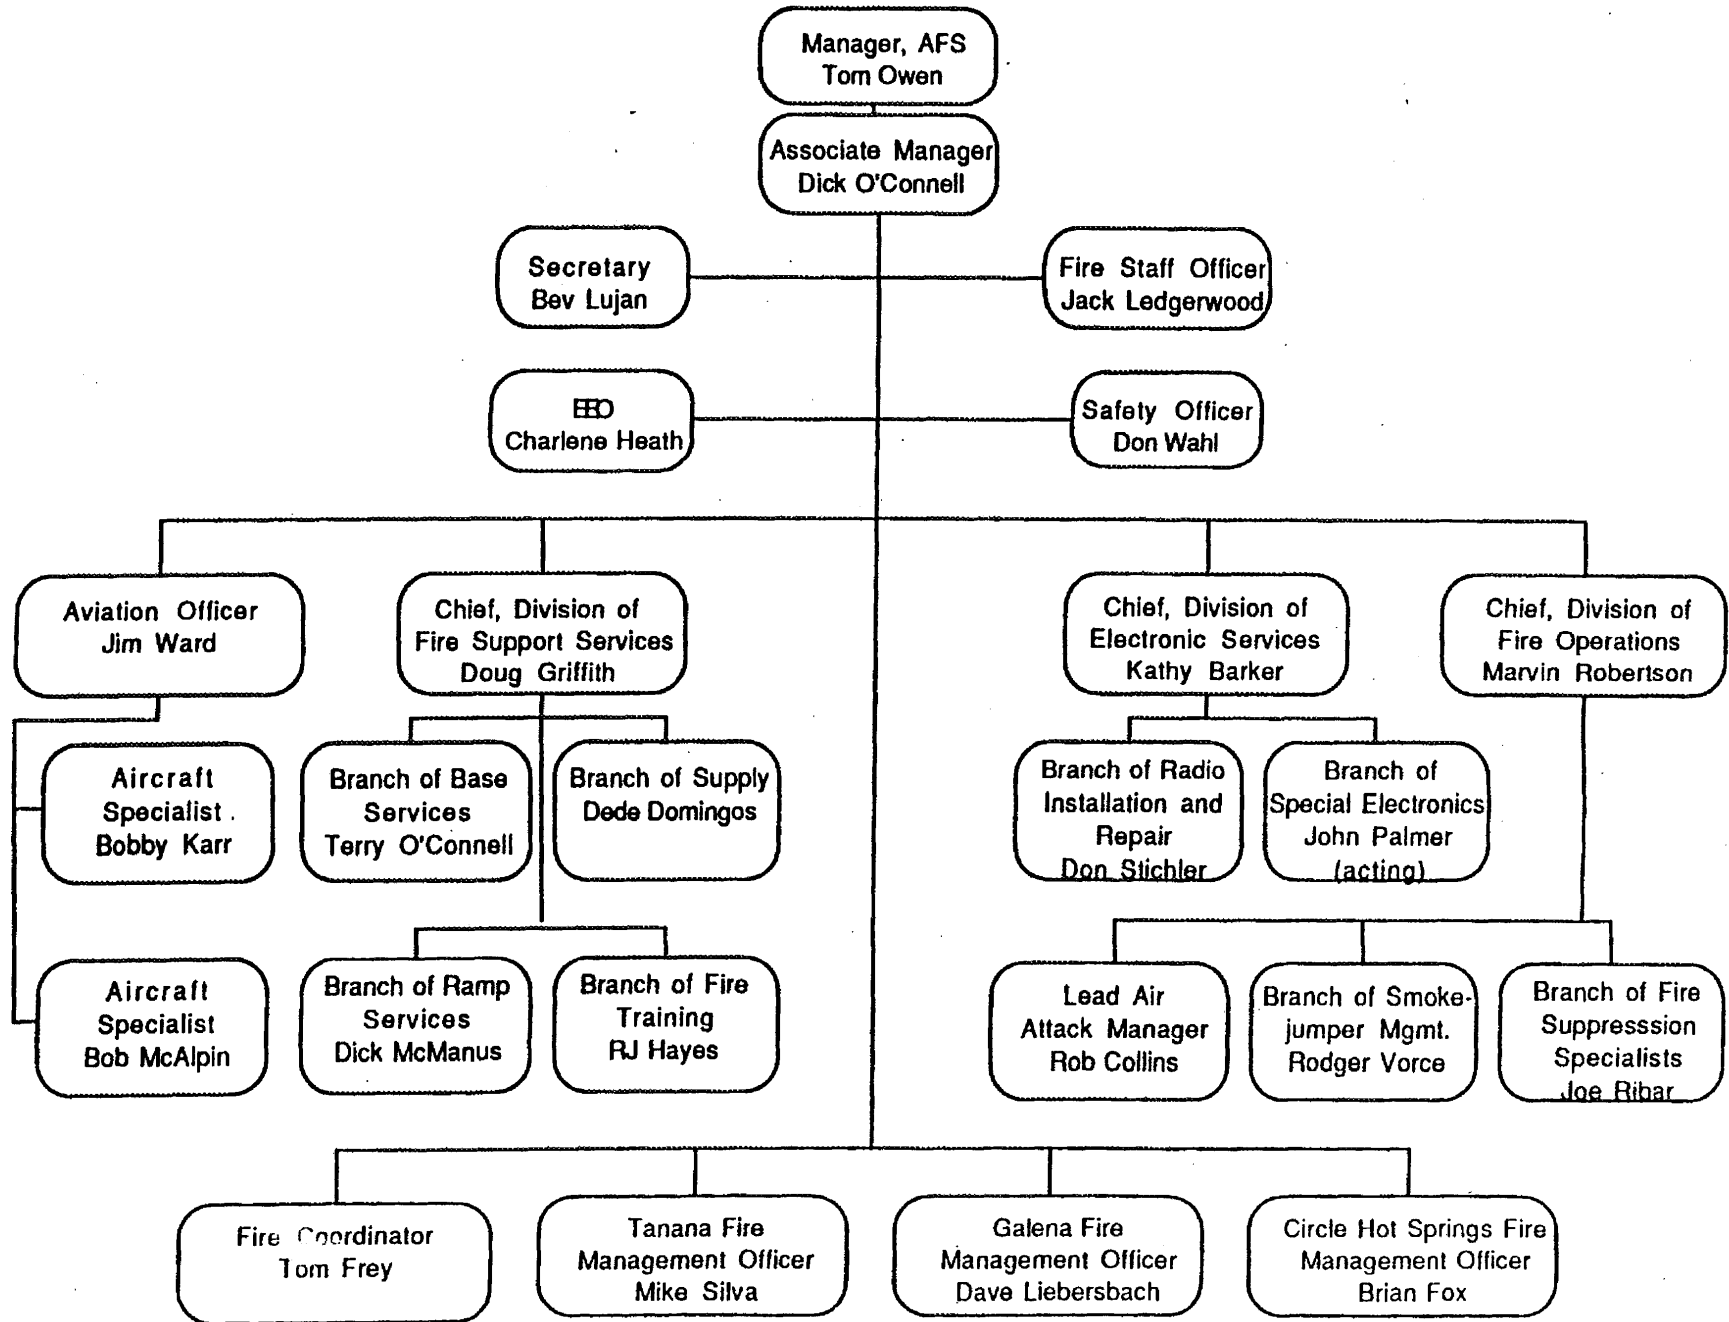 Manager, AFS
Tom Owen
Associate Manager
Dick O'Connell
Secretary
Bev Lujan
Fire Staff Officer
Jack Ledgerwood
EEO
Charlene Heath
Safety Officer
Don Wahl
Aviation Officer
Jim Ward
Chief, Division of
Fire Support Services
Doug Griffith
Chief, Division of
Electronic Services
Kathy Barker
Chief, Division of
Fire Operations
Marvin Robertson
Aircraft
Specialist
Bobby Karr
Branch of Base
Services
Terry O'Connell
Branch of Supply
Dede Domingos
Branch of Radio
Installation and
Repair
Don Stichler
Branch of
Special Electronics
John Palmer
(acting)
Aircraft
Specialist
Bob McAlpin
Branch of Ramp
Services
Dick McManus
Branch of Fire
Training
RJ Hayes
Lead Air
Attack Manager
Rob Collins
Branch of Smoke-
jumper Mgmt.
Rodger Vorce
Branch of Fire
Suppresssion
Specialists
Joe Ribar
Fire Coordinator
Tom Frey
Tanana Fire
Management Officer
Mike Silva
Galena Fire
Management Officer
Dave Liebersbach
Circle Hot Springs Fire
Management Officer
Brian Fox